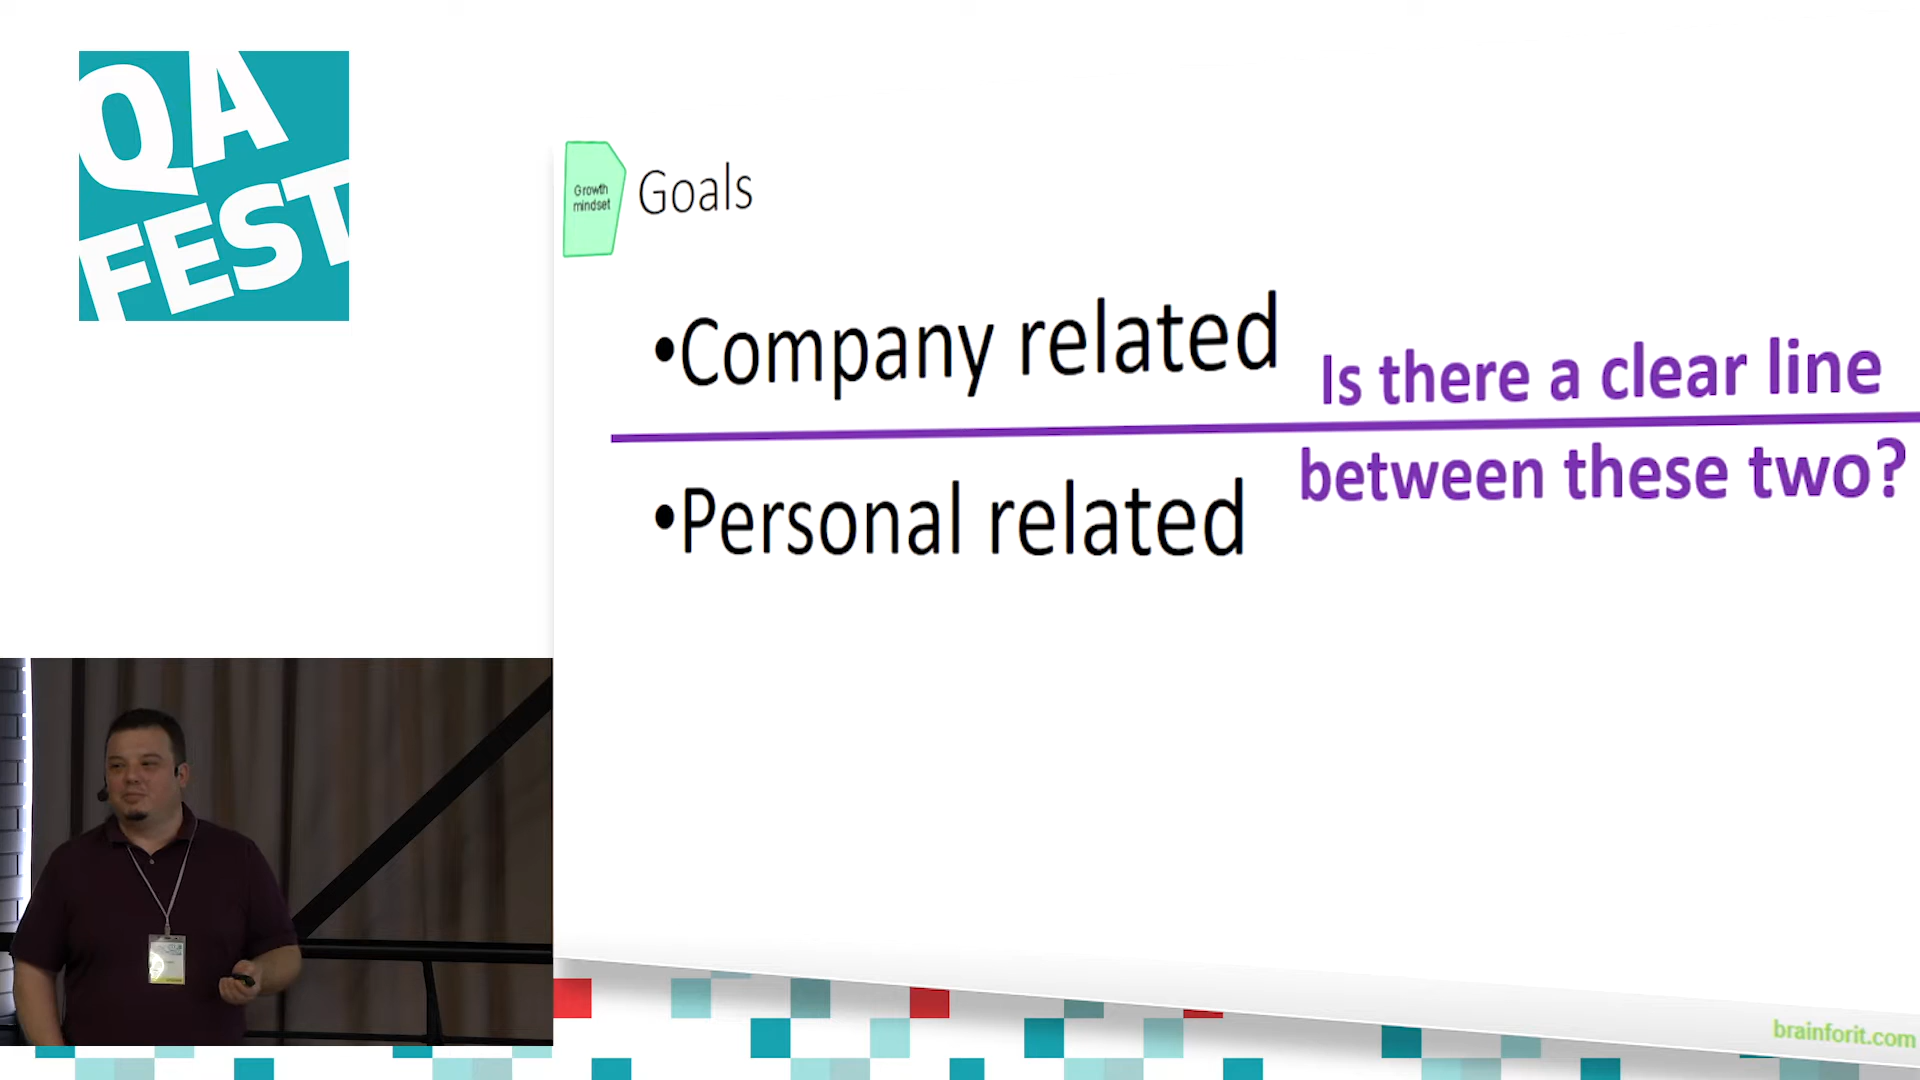 QA
FEST
Growth
mindset
Goals
•Company related
Is there a clear line
between these two?
•Personal related
brainforit.com